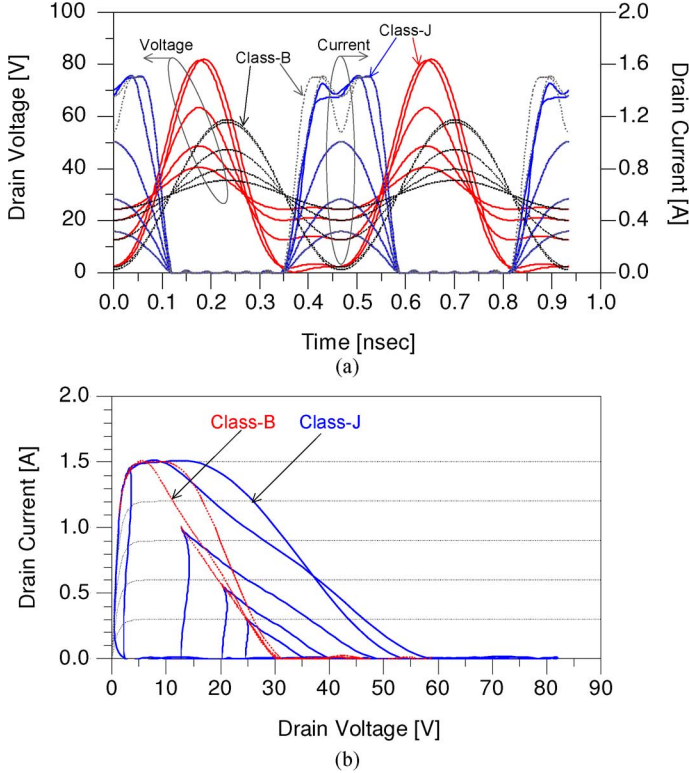 100
80
60
40
20
0
Drain Voltage [V]
2.0
1.6
1.2
0.8
0.4
0.0
Drain Current [A]
Voltage
Class-B
Current
Class-J
0.0 0.1 0.2 0.3 0.4 0.5 0.6 0.7 0.8 0.9 1.0
Time [nsec]
(a)
2.0
1.5
1.0
0.5
0.0
Drain Current [A]
Class-B
Class-J
0 10 20 30 40 50 60 70 80 90
Drain Voltage [V]
(b)